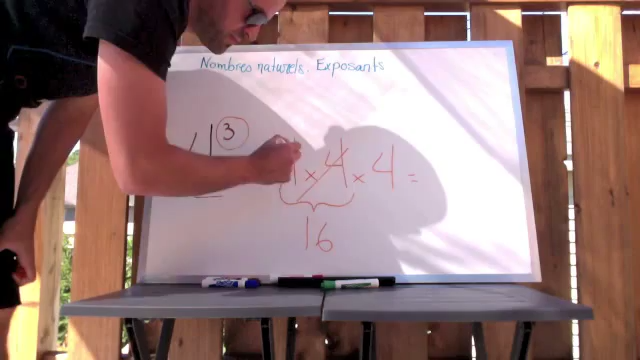 Nombres naturels. Exposants
4³ 4 x 4 x 4 =
16